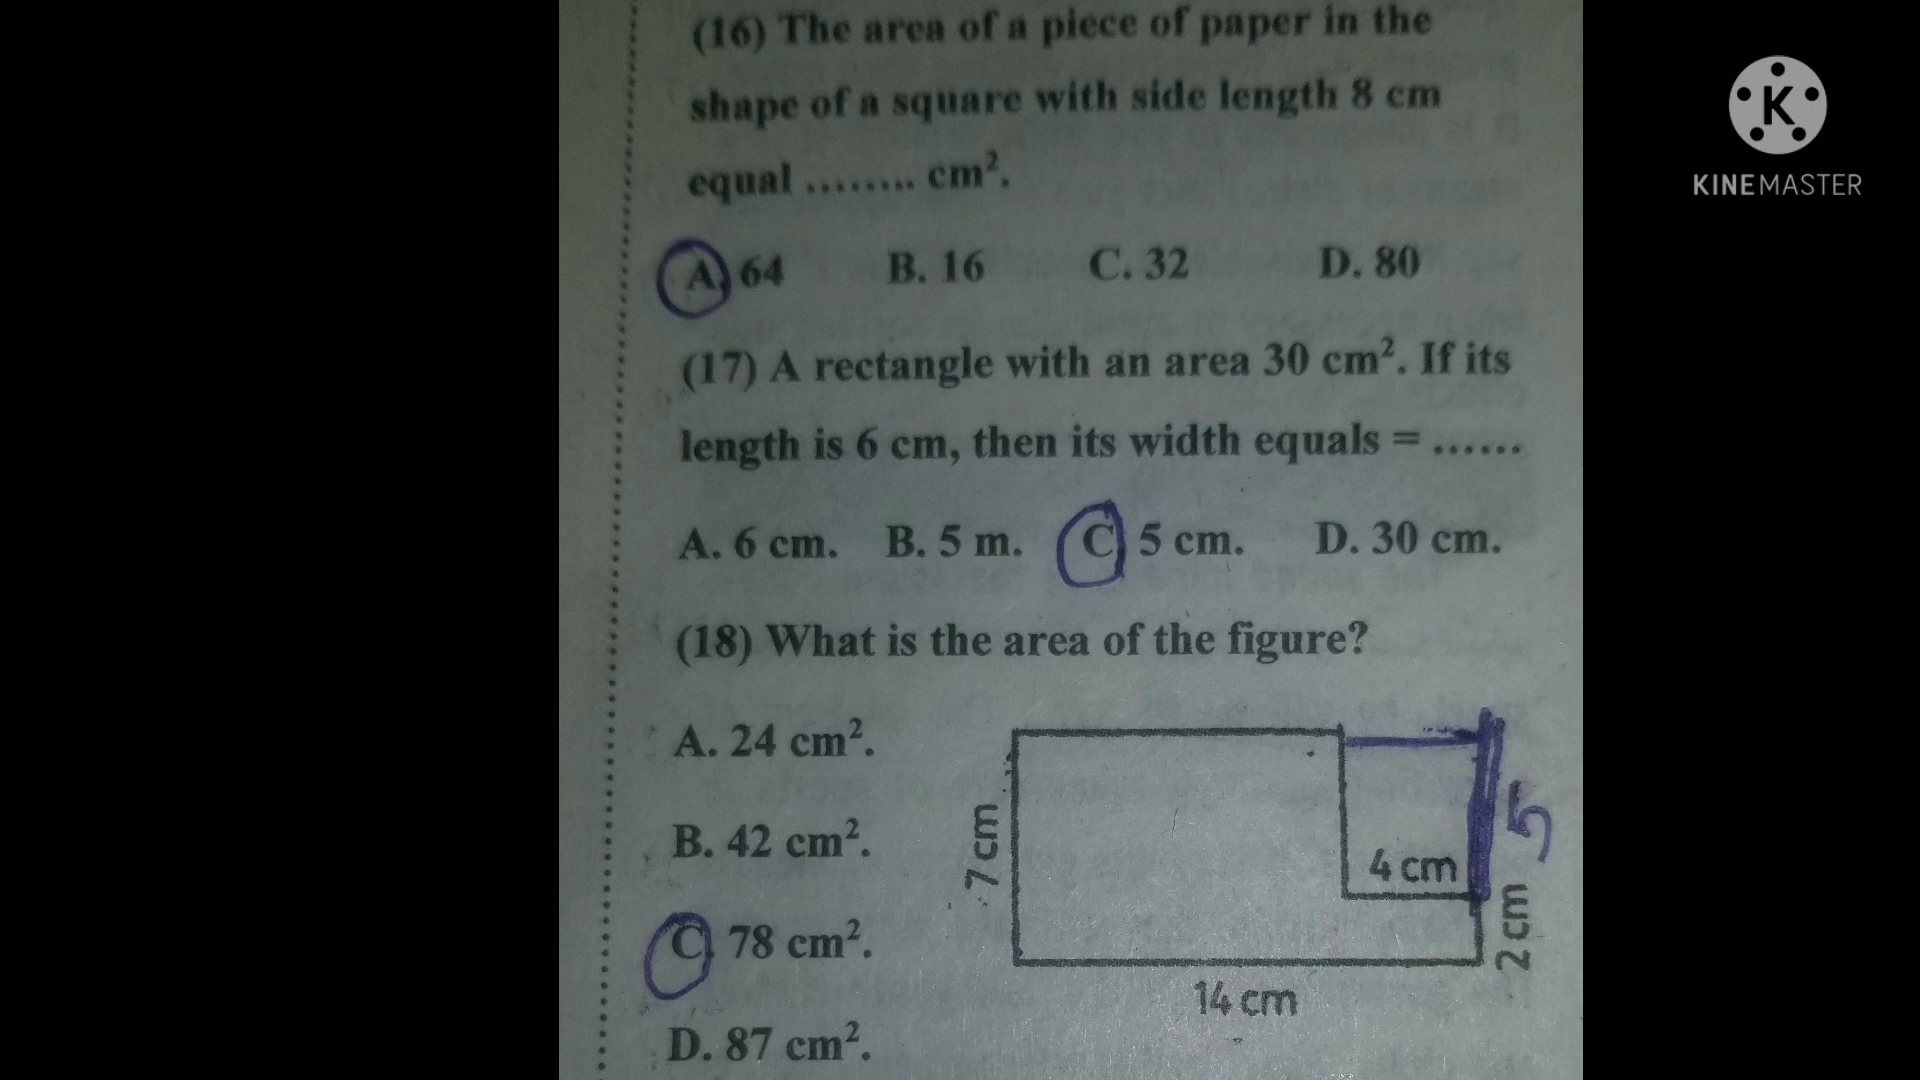 (16) The area of a piece of paper in the
shape of a square with side length 8 cm
equal ........ cm².
A. 64 B. 16 C. 32 D. 80
(17) A rectangle with an area 30 cm². If its
length is 6 cm, then its width equals = ......
A. 6 cm. B. 5 m. C. 5 cm. D. 30 cm.
(18) What is the area of the figure?
A. 24 cm².
B. 42 cm².
C. 78 cm².
D. 87 cm².
7 cm
4 cm
5
2 cm
14 cm
K
KINEMASTER